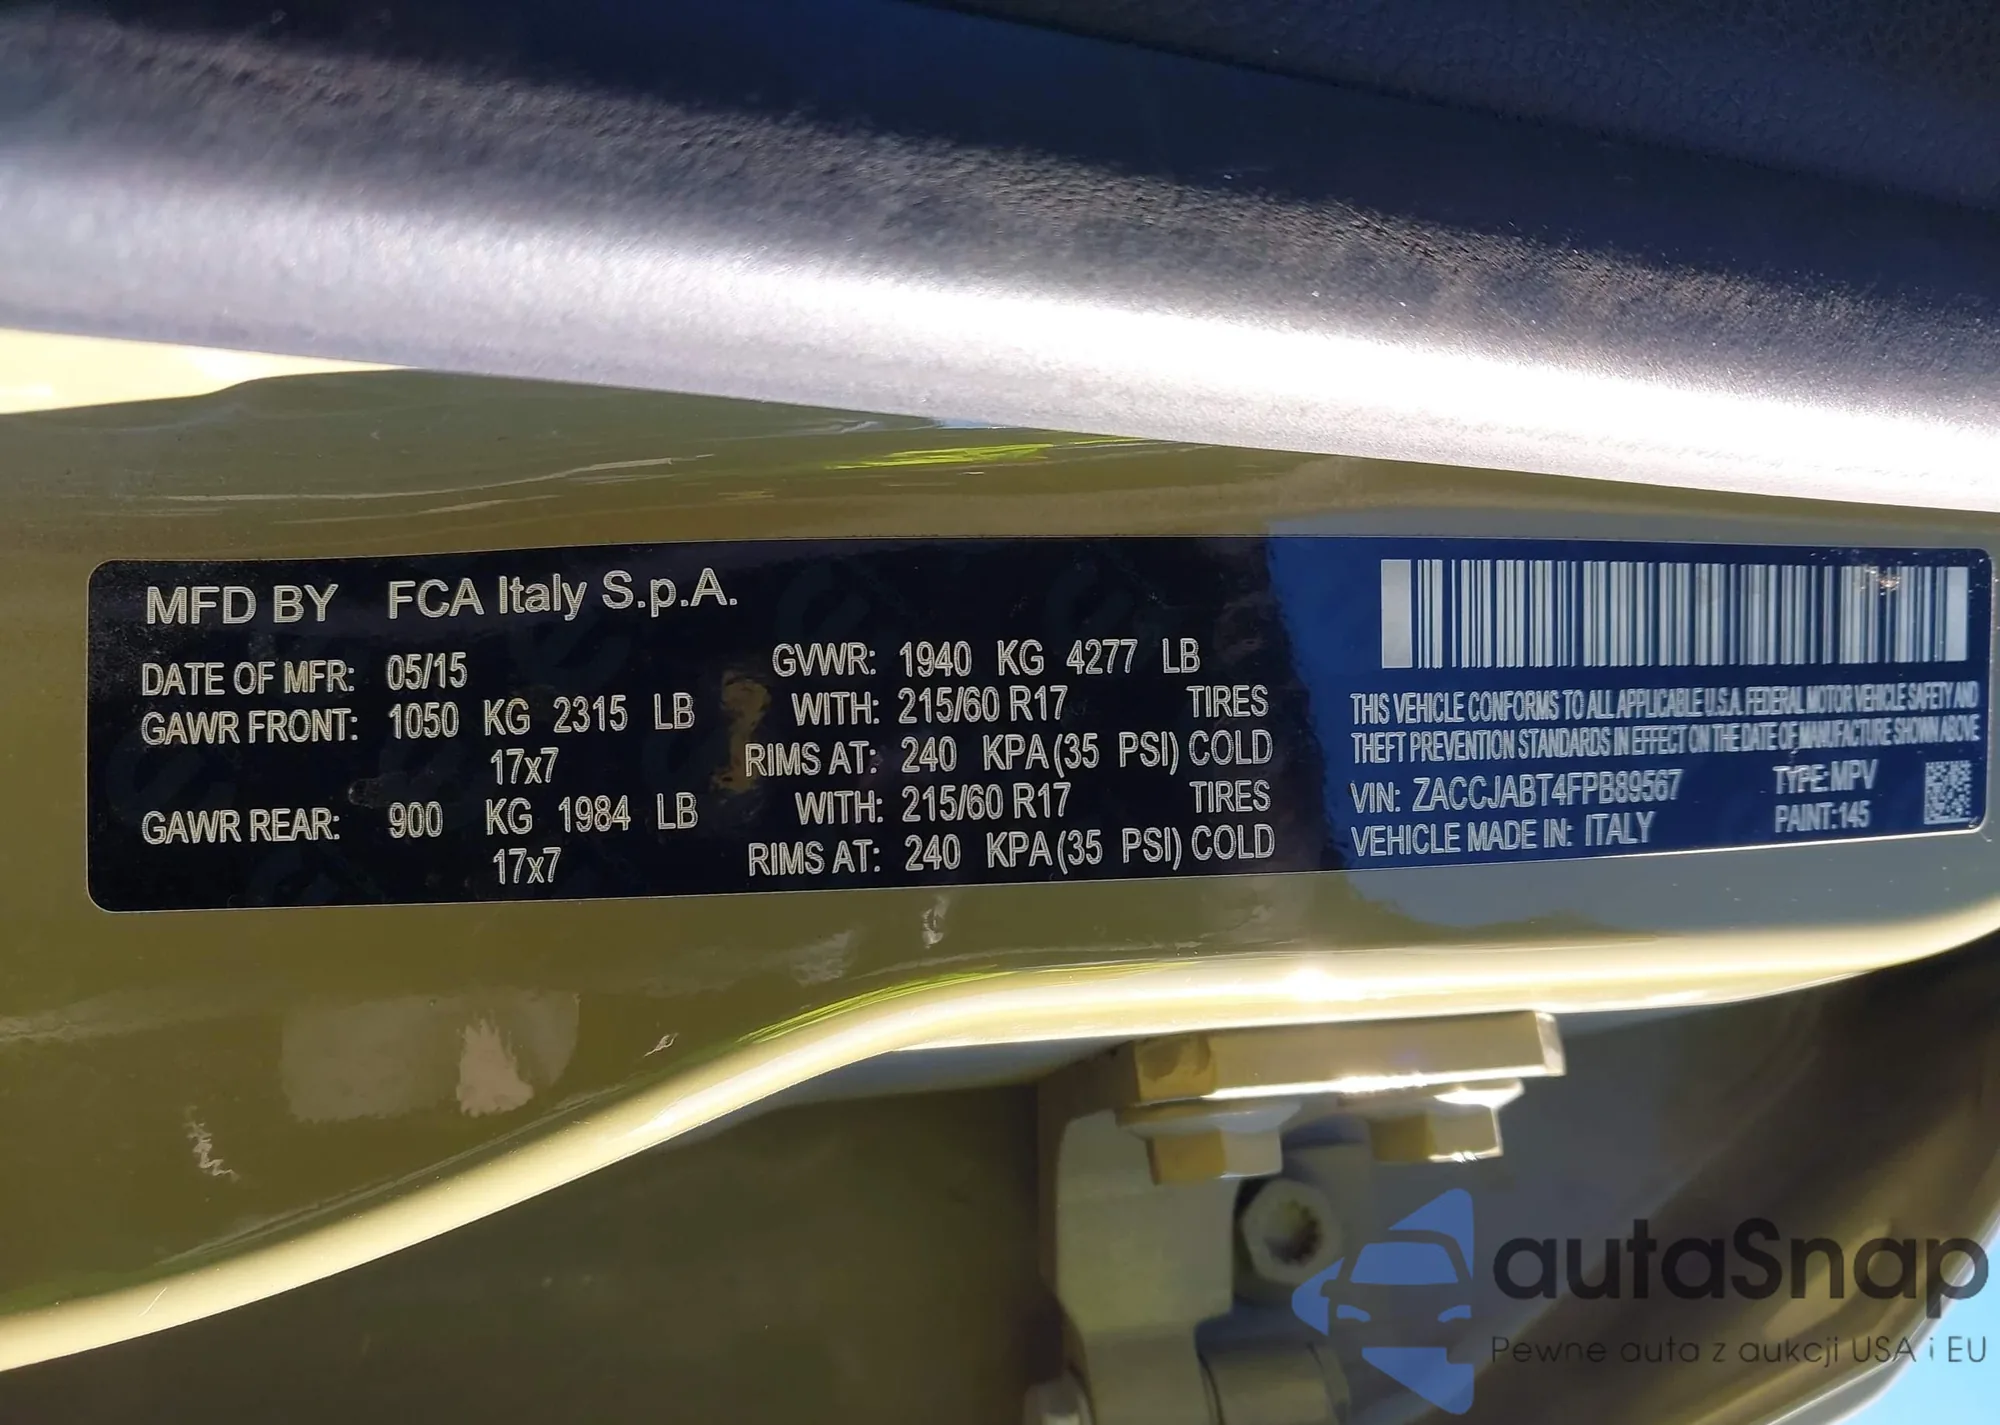 MFD BY FCA Italy S.p.A.
DATE OF MFR: 05/15 GVWR: 1940 KG 4277 LB
GAWR FRONT: 1050 KG 2315 LB WITH: 215/60 R17 TIRES
17x7 RIMS AT: 240 KPA(35 PSI) COLD
GAWR REAR: 900 KG 1984 LB WITH: 215/60 R17 TIRES
17x7 RIMS AT: 240 KPA(35 PSI) COLD
THIS VEHICLE CONFORMS TO ALL APPLICABLE U.S.A. FEDERAL MOTOR VEHICLE SAFETY AND
THEFT PREVENTION STANDARDS IN EFFECT ON THE DATE OF MANUFACTURE SHOWN ABOVE
VIN: ZACCJABT4FPB89567 TYPE:MPV
VEHICLE MADE IN: ITALY PAINT:145
autaSnap
Pewne auta z aukcji USA i EU